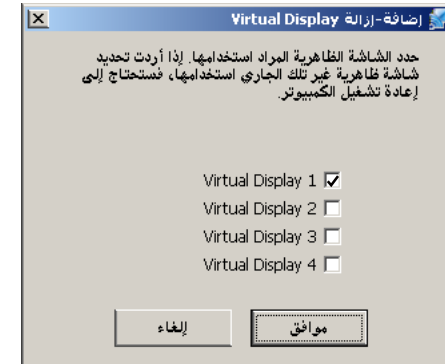 إضافة-إزالة Virtual Display
حدد الشاشة الظاهرية المراد استخدامها. إذا أردت تحديد
شاشة ظاهرية غير تلك الجاري استخدامها، فستحتاج إلى
إعادة تشغيل الكمبيوتر.
Virtual Display 1
Virtual Display 2
Virtual Display 3
Virtual Display 4
موافق
إلغاء